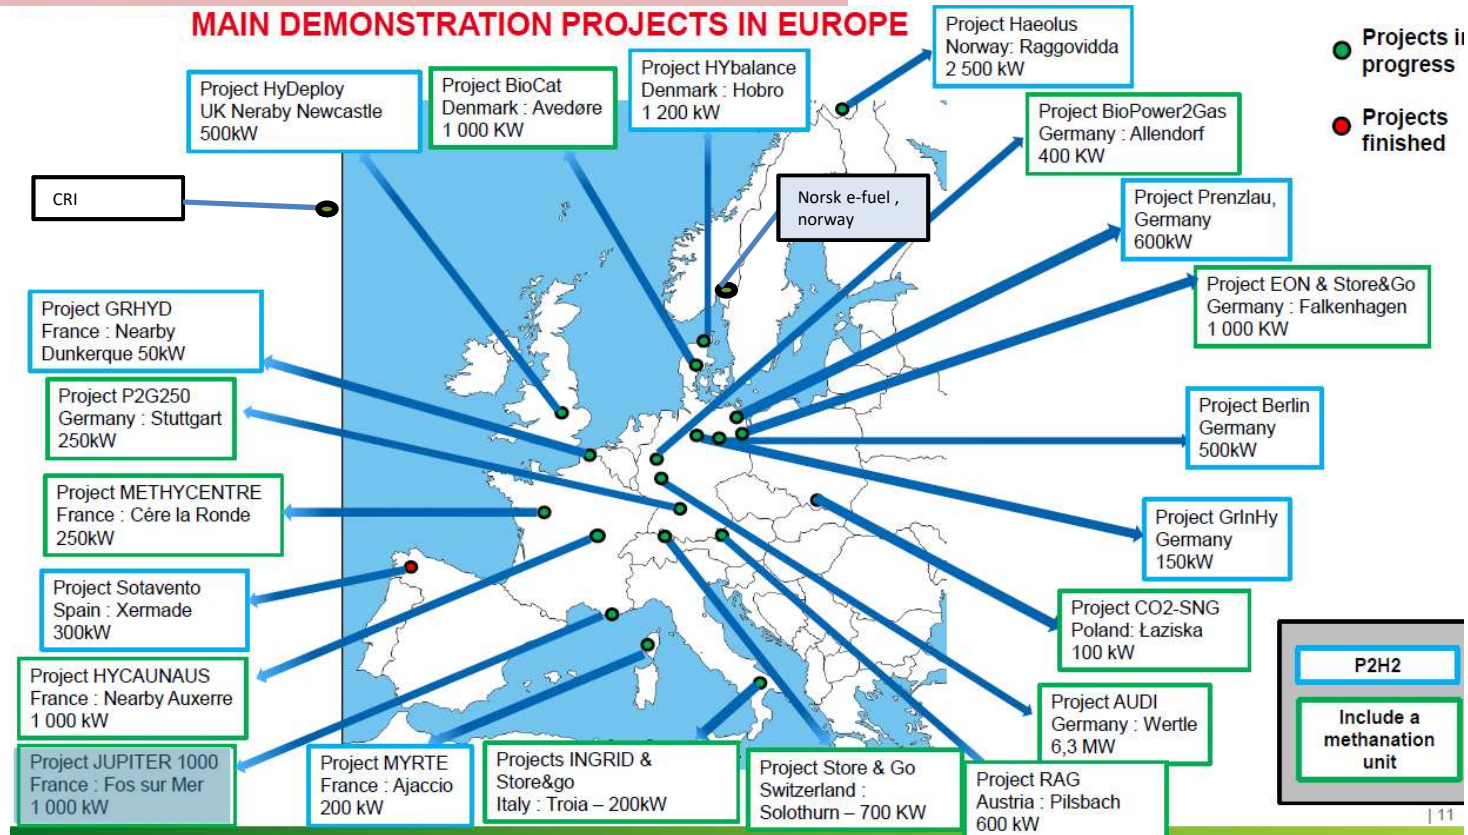 MAIN DEMONSTRATION PROJECTS IN EUROPE
Project Haeolus
Norway: Raggovidda
2 500 kW
Projects in
progress
Projects
finished
Project HyDeploy
UK Neraby Newcastle
500kW
Project BioCat
Denmark : Avedøre
1 000 KW
Project HYbalance
Denmark : Hobro
1 200 kW
Project BioPower2Gas
Germany : Allendorf
400 KW
CRI
Norsk e-fuel ,
norway
Project Prenzlau,
Germany
600kW
Project EON & Store&Go
Germany : Falkenhagen
1 000 KW
Project GRHYD
France : Nearby
Dunkerque 50kW
Project P2G250
Germany : Stuttgart
250kW
Project Berlin
Germany
500kW
Project METHYCENTRE
France : Cére la Ronde
250kW
Project GrInHy
Germany
150kW
Project Sotavento
Spain : Xermade
300kW
Project CO2-SNG
Poland: Łaziska
100 kW
Project HYCAUNAUS
France : Nearby Auxerre
1 000 kW
Project AUDI
Germany : Wertle
6,3 MW
Project JUPITER 1000
France : Fos sur Mer
1 000 kW
Project MYRTE
France : Ajaccio
200 kW
Projects INGRID &
Store&go
Italy : Troia – 200kW
Project Store & Go
Switzerland :
Solothurn – 700 KW
Project RAG
Austria : Pilsbach
600 kW
P2H2
Include a
methanation
unit
| 11